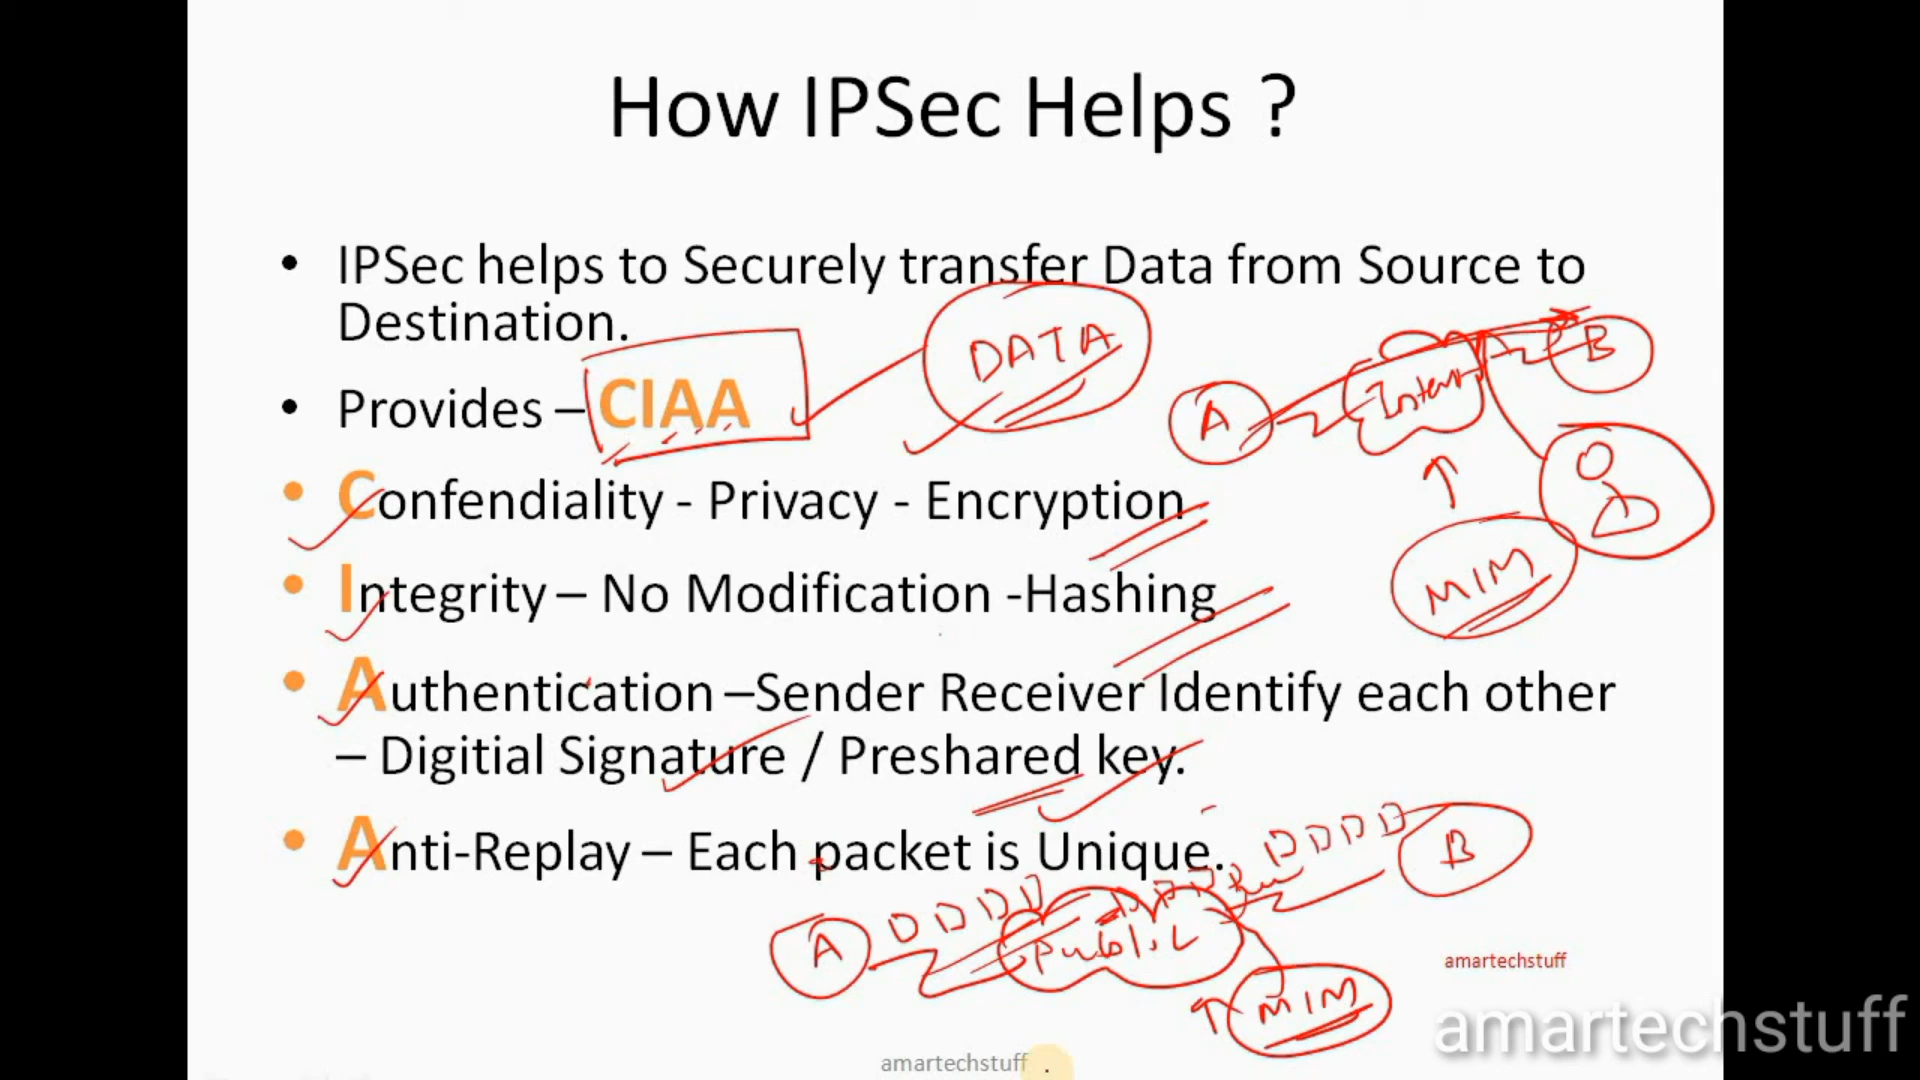 How IPSec Helps ?
• IPSec helps to Securely transfer Data from Source to
Destination.
DATA
B
• Provides – CIAA
A
• Confendiality - Privacy - Encryption
• Integrity – No Modification -Hashing
MIM
• Authentication –Sender Receiver Identify each other
– Digitial Signature / Preshared key.
• Anti-Replay – Each packet is Unique.
D D D D
B
D D D D
A
Public
MIM
amartechstuff
amartechstuff
amartechstuff